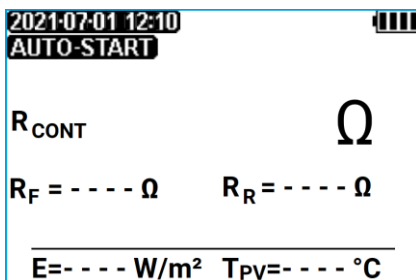 2021-07-01 12:10
AUTO-START
RCONT Ω
RF = - - - - Ω RR = - - - - Ω
E=- - - - W/m² TPV=- - - - °C